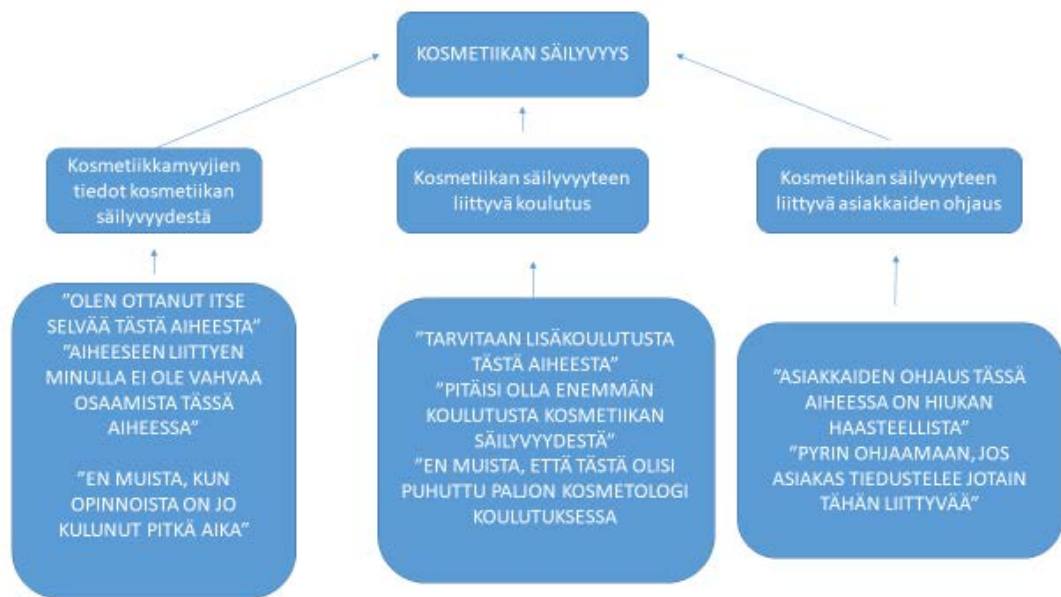 KOSMETIIKAN SÄILYVYYS
Kosmetiikkamyyjien
tiedot kosmetiikan
säilyvyydestä
Kosmetiikan säilyvyyteen
liittyvä koulutus
Kosmetiikan säilyvyyteen
liittyvä asiakkaiden ohjaus
”OLEN OTTANUT ITSE
SELVÄÄ TÄSTÄ AIHEESTA”
”AIHEESEEN LIITTYEN
MINULLA EI OLE VAHVAA
OSAAMISTA TÄSSÄ
AIHEESSA”
”EN MUISTA, KUN
OPINNOISTA ON JO
KULUNUT PITKÄ AIKA”
”TARVITAAN LISÄKOULUTUSTA
TÄSTÄ AIHEESTA”
”PITÄISI OLLA ENEMMÄN
KOULUTUSTA KOSMETIIKAN
SÄILYVYYDESTÄ”
”EN MUISTA, ETTÄ TÄSTÄ OLISI
PUHUTTU PALJON KOSMETOLOGI
KOULUTUKSESSA
”ASIAKKAIDEN OHJAUS TÄSSÄ
AIHEESSA ON HIUKAN
HAASTEELLISTA”
”PYRIN OHJAAMAAN, JOS
ASIAKAS TIEDUSTELEE JOTAIN
TÄHÄN LIITTYVÄÄ”